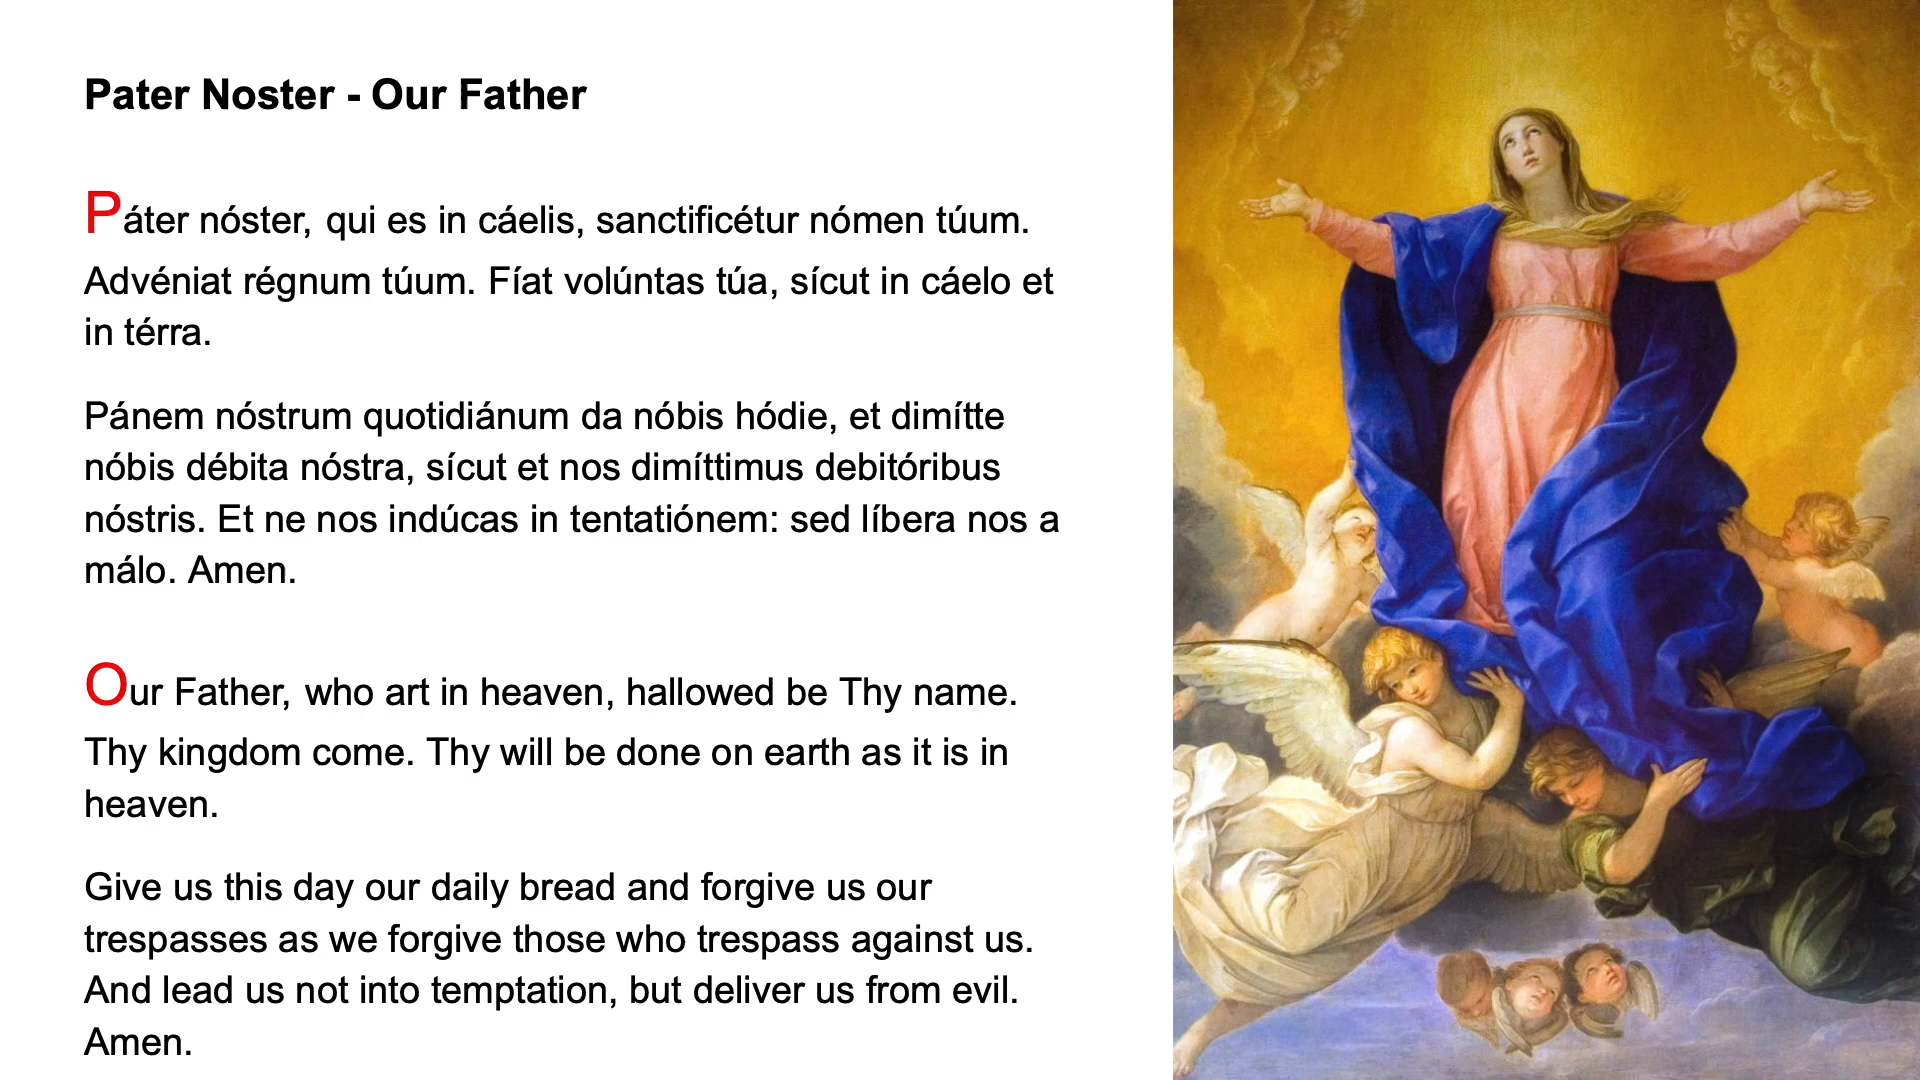 Pater Noster - Our Father
Páter nóster, qui es in cáelis, sanctificétur nómen túum.
Advéniat régnum túum. Fíat volúntas túa, sícut in cáelo et
in térra.
Pánem nóstrum quotidiánum da nóbis hódie, et dimítte
nóbis débita nóstra, sícut et nos dimíttimus debitóribus
nóstris. Et ne nos indúcas in tentatiónem: sed líbera nos a
málo. Amen.
Our Father, who art in heaven, hallowed be Thy name.
Thy kingdom come. Thy will be done on earth as it is in
heaven.
Give us this day our daily bread and forgive us our
trespasses as we forgive those who trespass against us.
And lead us not into temptation, but deliver us from evil.
Amen.